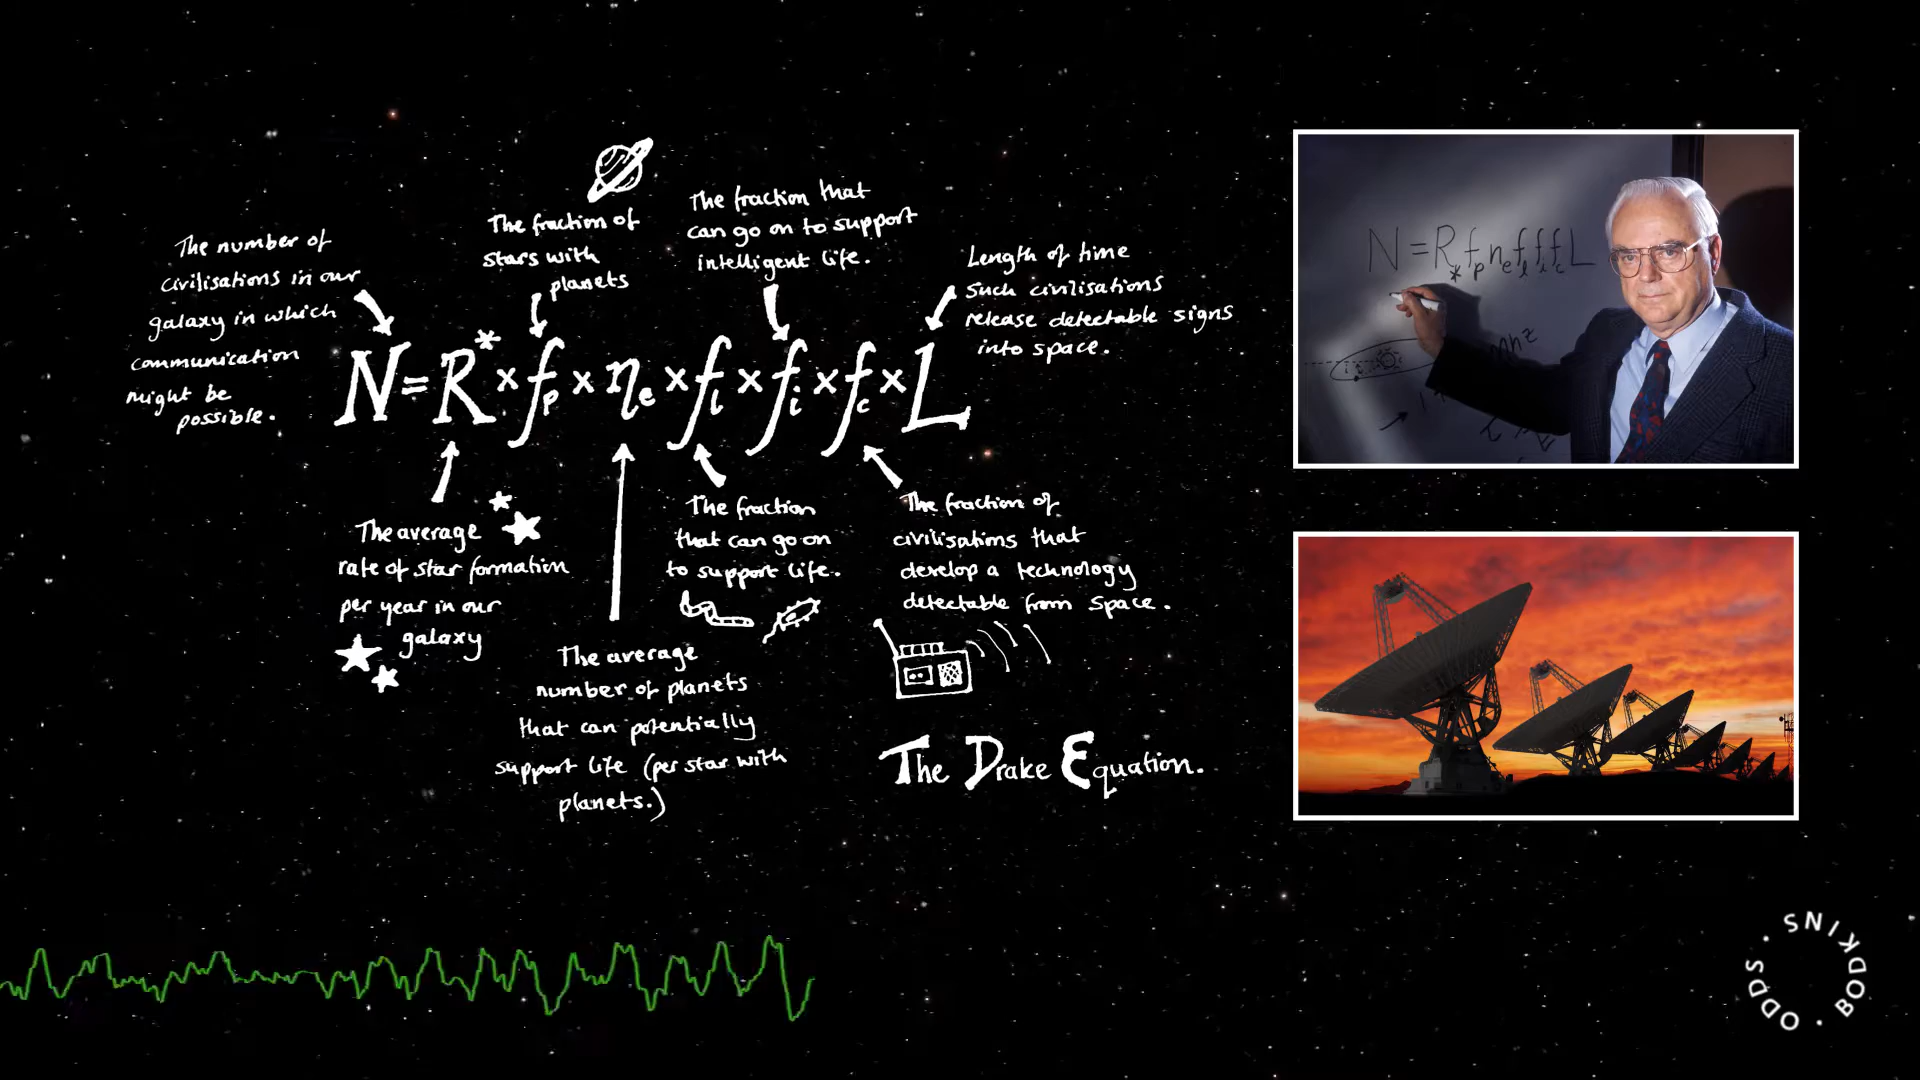 The number of
civilisations in our
galaxy in which
communication
might be
possible.
The fraction of
stars with
planets
The fraction that
can go on to support
intelligent life.
Length of time
such civilisations
release detectable signs
into space.
N=R*×fp×ηe×fl×fi×fc×L
The average
rate of star formation
per year in our
galaxy
The average
number of planets
that can potentially
support life (per star with
planets.)
The fraction
that can go on
to support life.
The fraction of
civilisations that
develop a technology
detectable from space.
The Drake Equation.
N=R*fpneflfifcL
Mhz
ODDS · BODKINS ·